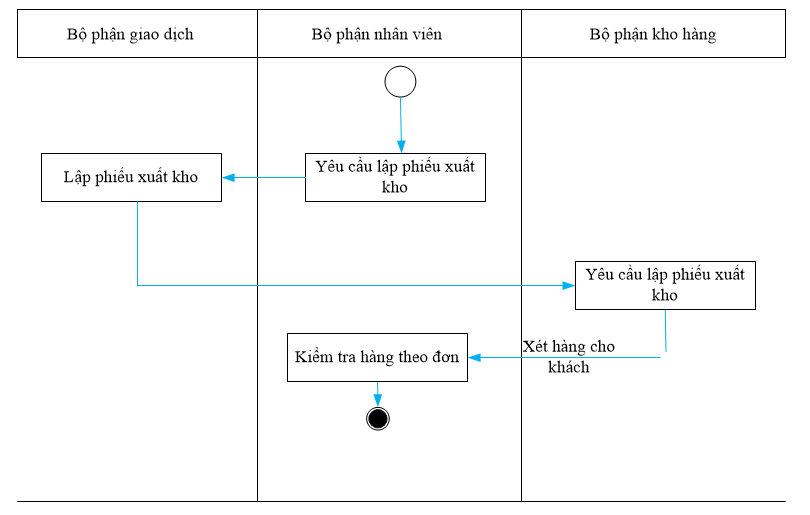 Bộ phận giao dịch
Bộ phận nhân viên
Bộ phận kho hàng
Yêu cầu lập phiếu xuất
kho
Lập phiếu xuất kho
Yêu cầu lập phiếu xuất
kho
Xét hàng cho
khách
Kiểm tra hàng theo đơn